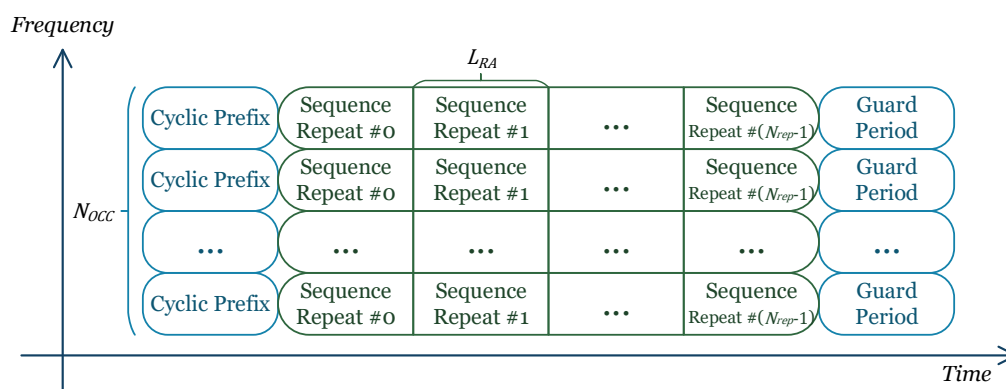 Frequency
L_RA
Cyclic Prefix
Sequence
Repeat #0
Sequence
Repeat #1
...
Sequence
Repeat #(N_rep-1)
Guard
Period
Cyclic Prefix
Sequence
Repeat #0
Sequence
Repeat #1
...
Sequence
Repeat #(N_rep-1)
Guard
Period
N_OCC
...
...
...
...
...
...
Cyclic Prefix
Sequence
Repeat #0
Sequence
Repeat #1
...
Sequence
Repeat #(N_rep-1)
Guard
Period
Time